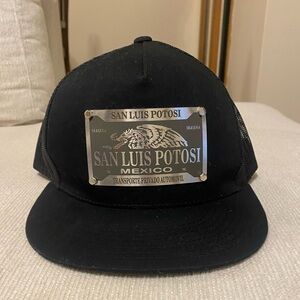 SAN LUIS POTOSI
SAN LUIS POTOSI
MEXICO
TRANSPORTE PRIVADO AUTOMOVIL